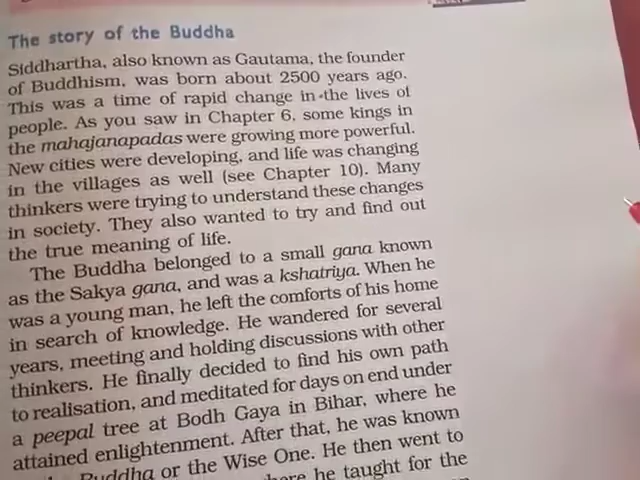 The story of the Buddha
Siddhartha, also known as Gautama, the founder
of Buddhism, was born about 2500 years ago.
This was a time of rapid change in the lives of
people. As you saw in Chapter 6, some kings in
the mahajanapadas were growing more powerful.
New cities were developing, and life was changing
in the villages as well (see Chapter 10). Many
thinkers were trying to understand these changes
in society. They also wanted to try and find out
the true meaning of life.
The Buddha belonged to a small gana known
as the Sakya gana, and was a kshatriya. When he
was a young man, he left the comforts of his home
in search of knowledge. He wandered for several
years, meeting and holding discussions with other
thinkers. He finally decided to find his own path
to realisation, and meditated for days on end under
a peepal tree at Bodh Gaya in Bihar, where he
attained enlightenment. After that, he was known
Buddha or the Wise One. He then went to
he taught for the